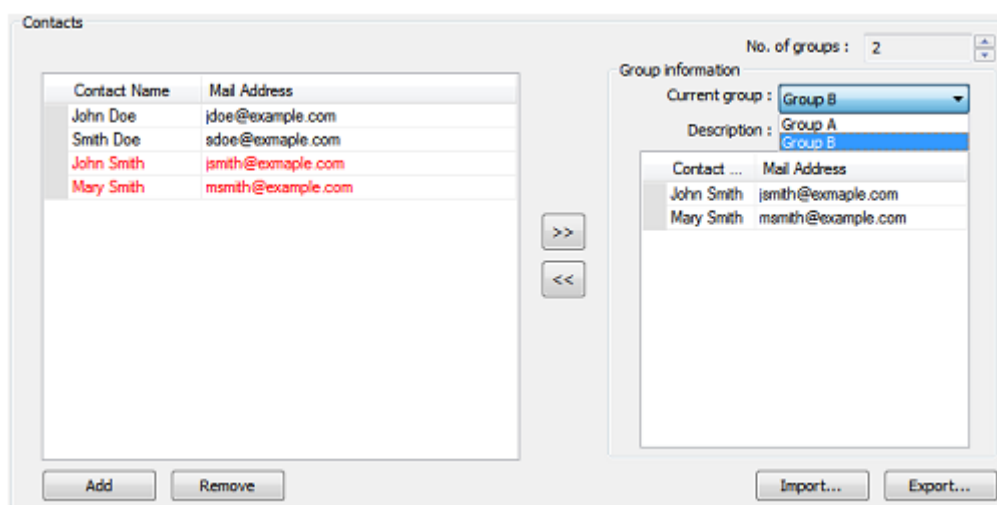 Contacts
No. of groups : 2
Group information
Current group : Group B
Group A
Group B
Description :
Contact Name Mail Address
John Doe jdoe@example.com
Smith Doe sdoe@exmaple.com
John Smith jsmith@exmaple.com
Mary Smith msmith@example.com
>>
<<
Contact ... Mail Address
John Smith jsmith@exmaple.com
Mary Smith msmith@example.com
Add Remove Import... Export...